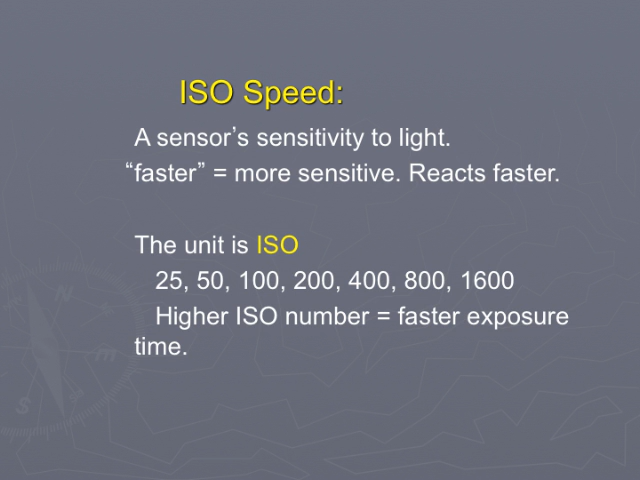 ISO Speed:
A sensor’s sensitivity to light.
“faster” = more sensitive. Reacts faster.
The unit is ISO
25, 50, 100, 200, 400, 800, 1600
Higher ISO number = faster exposure
time.
N
S